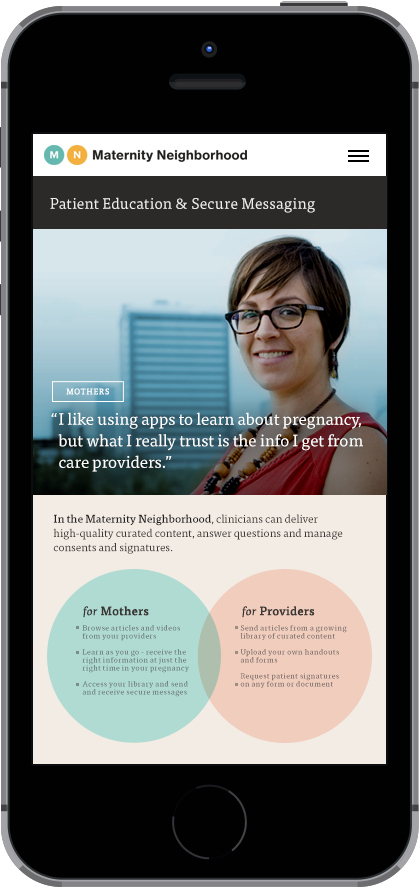 M N Maternity Neighborhood
Patient Education & Secure Messaging
MOTHERS
“I like using apps to learn about pregnancy,
but what I really trust is the info I get from
care providers.”
In the Maternity Neighborhood, clinicians can deliver
high-quality curated content, answer questions and manage
consents and signatures.
for Mothers
Browse articles and videos
from your providers
Learn as you go - receive the
right information at just the
right time in your pregnancy
Access your library and send
and receive secure messages
for Providers
Send articles from a growing
library of curated content
Upload your own handouts
and forms
Request patient signatures
on any form or document